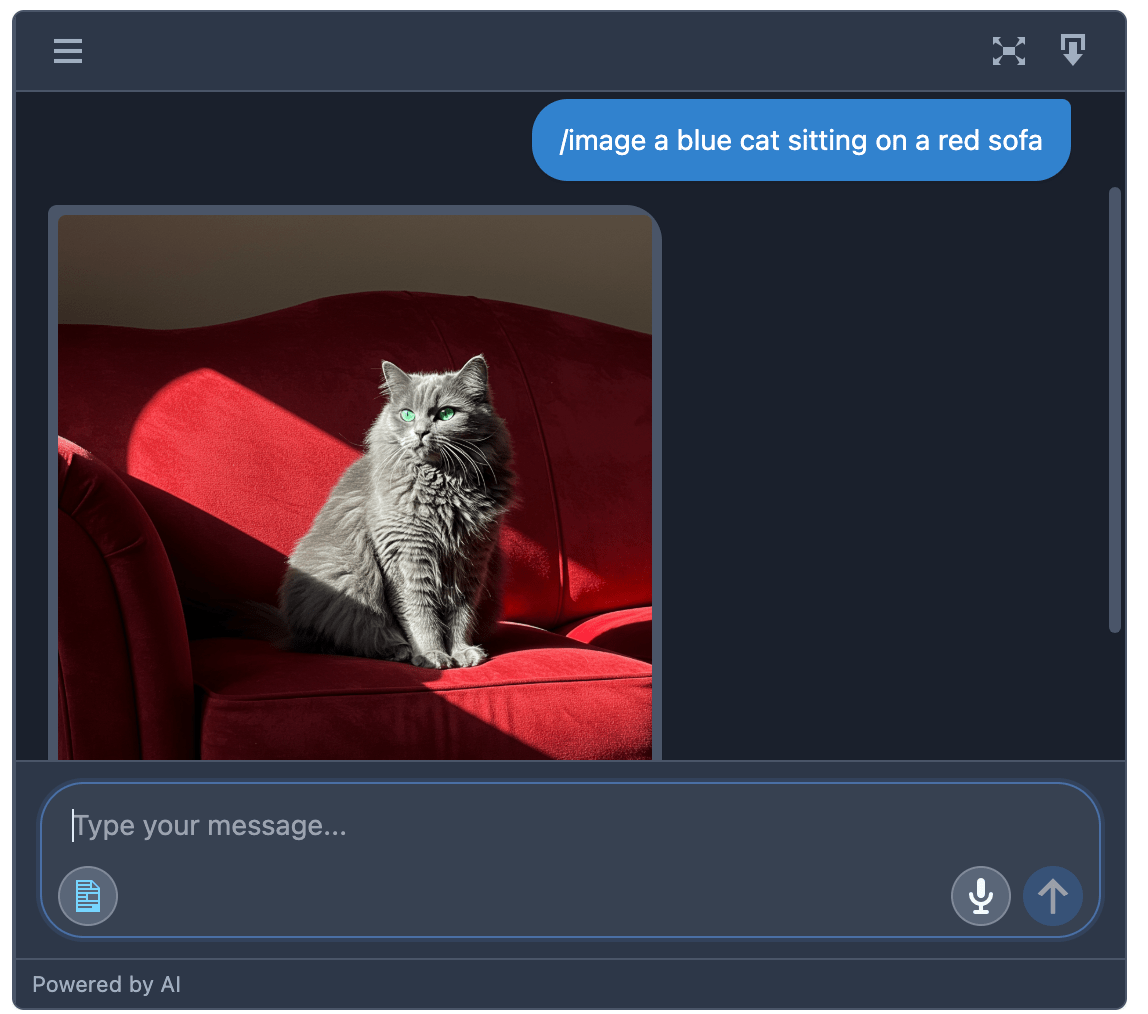 /image a blue cat sitting on a red sofa
Type your message...
Powered by AI